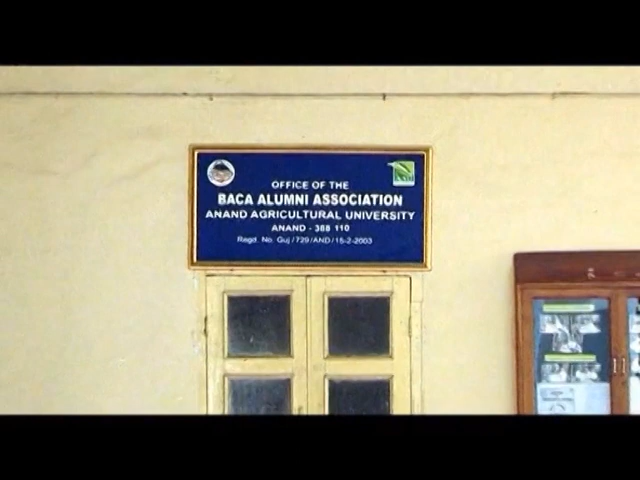 OFFICE OF THE
BACA ALUMNI ASSOCIATION
ANAND AGRICULTURAL UNIVERSITY
ANAND - 388 110
Regd. No. Guj/729/AND/15-2-2003